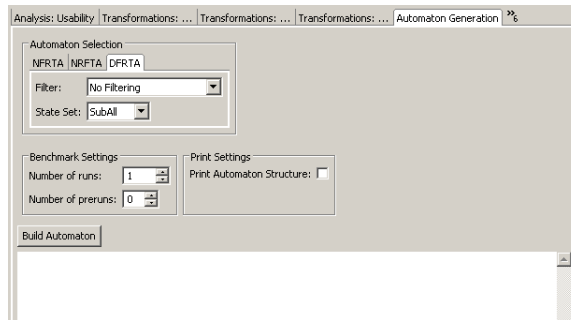 Analysis: Usability Transformations: ... Transformations: ... Transformations: ... Automaton Generation »6
Automaton Selection
NFRTA NRFTA DFRTA
Filter: No Filtering
State Set: SubAll
Benchmark Settings Print Settings
Number of runs: 1 Print Automaton Structure:
Number of preruns: 0
Build Automaton